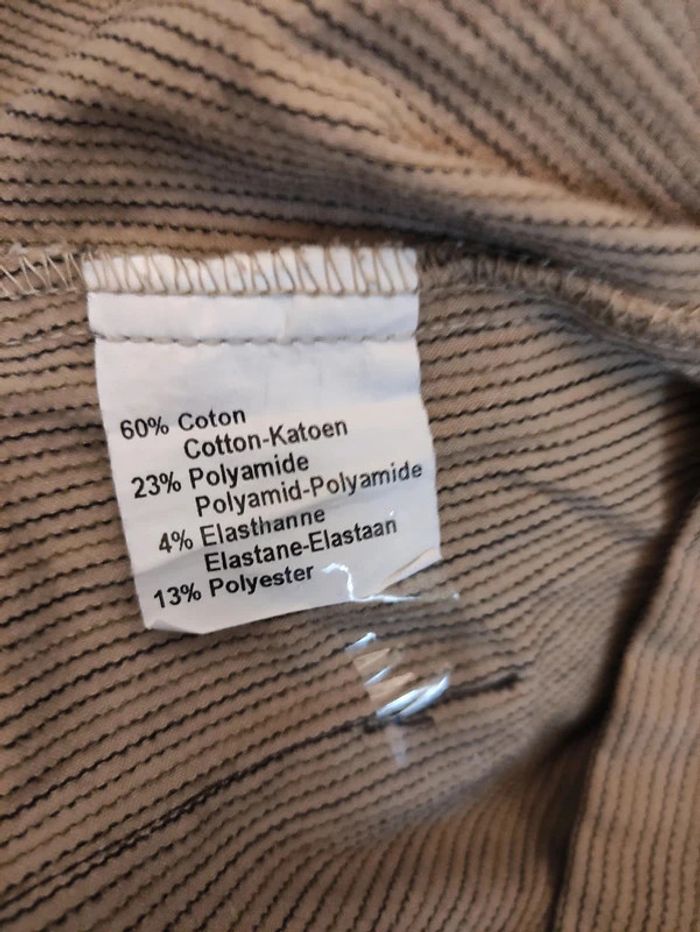 60% Coton
Cotton-Katoen
23% Polyamide
Polyamid-Polyamide
4% Elasthanne
Elastane-Elastaan
13% Polyester